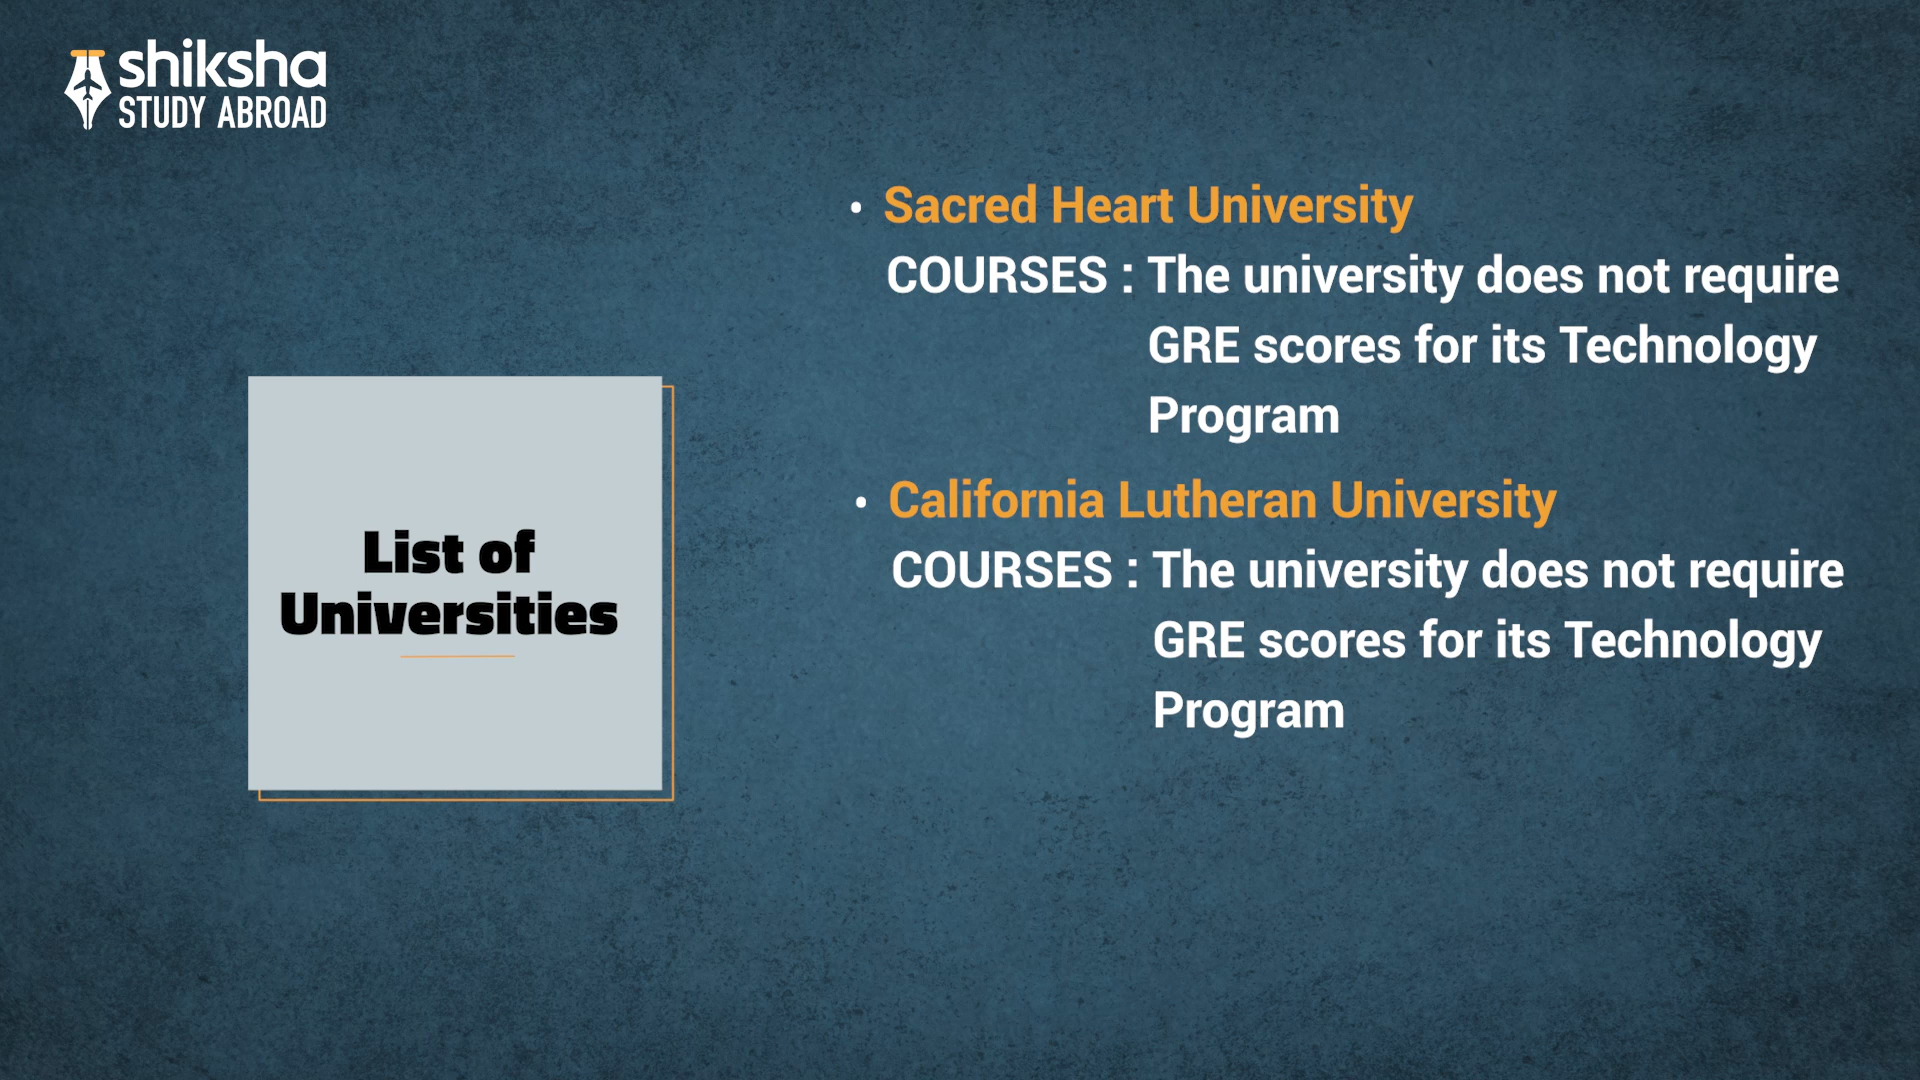 shiksha
STUDY ABROAD
List of
Universities
• Sacred Heart University
COURSES : The university does not require
GRE scores for its Technology
Program
• California Lutheran University
COURSES : The university does not require
GRE scores for its Technology
Program